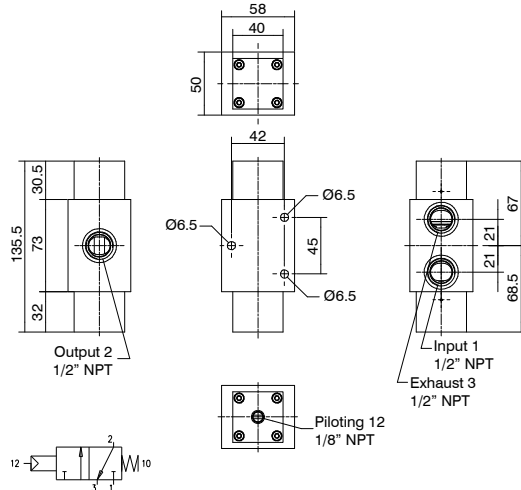 58
40
50
42
30.5
73
32
135.5
Ø6.5
Ø6.5
Ø6.5
45
67
21
21
68.5
Output 2
1/2” NPT
Input 1
1/2” NPT
Exhaust 3
1/2” NPT
Piloting 12
1/8” NPT
2
12
10
3 1